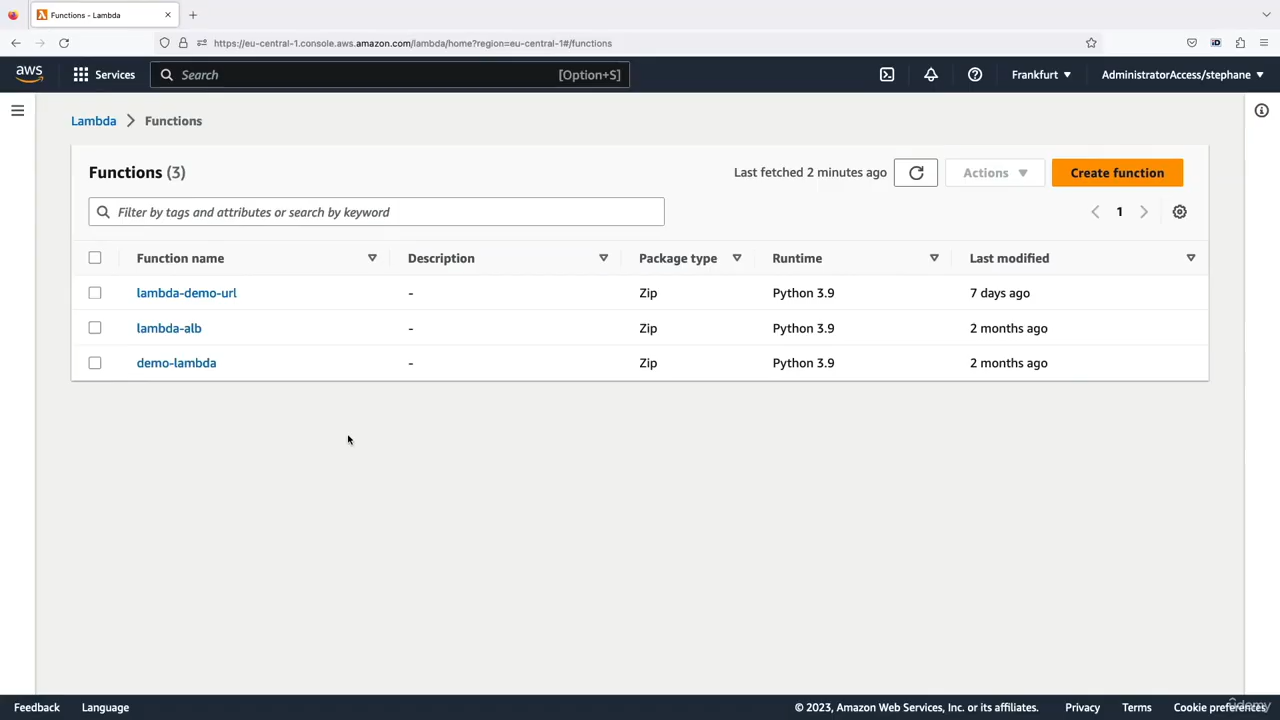 Functions - Lambda
https://eu-central-1.console.aws.amazon.com/lambda/home?region=eu-central-1#/functions
aws Services Search [Option+S] Frankfurt AdministratorAccess/stephane
Lambda Functions
Functions (3) Last fetched 2 minutes ago Actions Create function
Filter by tags and attributes or search by keyword 1
Function name Description Package type Runtime Last modified
lambda-demo-url - Zip Python 3.9 7 days ago
lambda-alb - Zip Python 3.9 2 months ago
demo-lambda - Zip Python 3.9 2 months ago
Feedback Language © 2023, Amazon Web Services, Inc. or its affiliates. Privacy Terms Cookie preferences
udemy